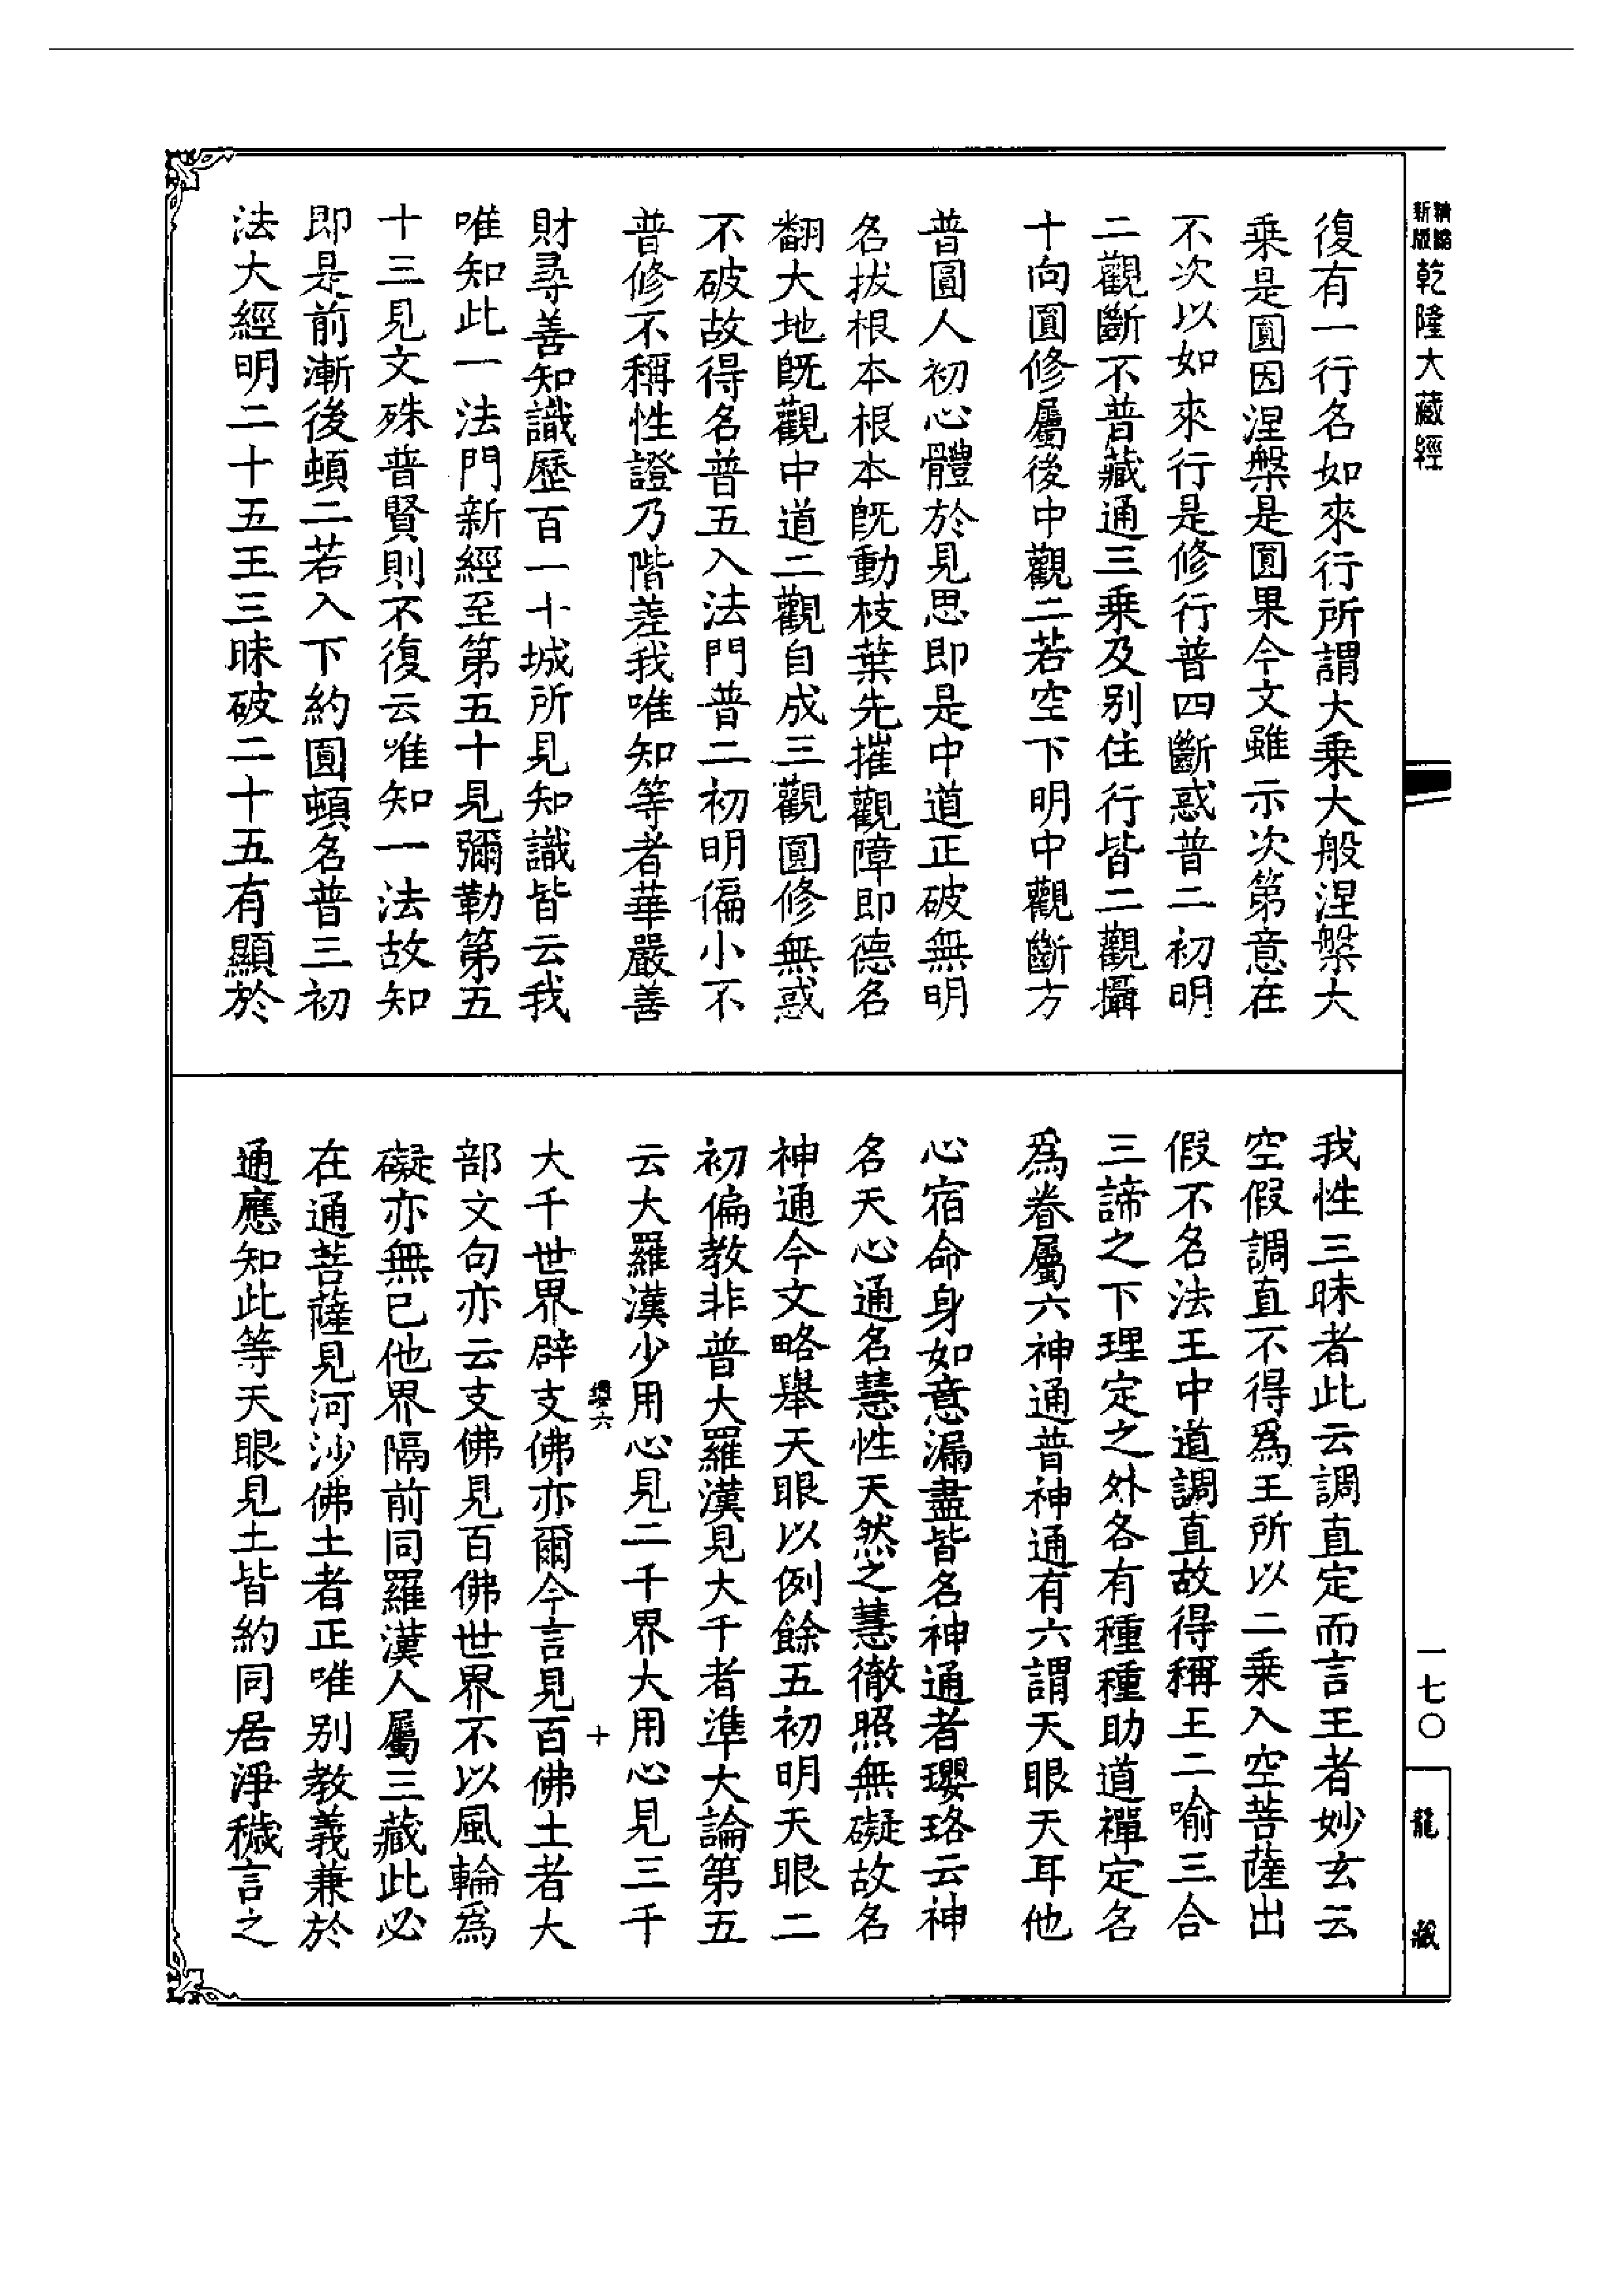 新版精縮乾隆大藏經
復有一行名如來行所謂大乘大般涅槃大
乘是圓因涅槃是圓果今文雖示次第意在
不次以如來行是修行普四斷惑普二初明
二觀斷不普藏通三乘及別住行皆二觀攝
十向圓修屬後中觀二若空下明中觀斷方
普圓人初心體於見思即是中道正破無明
名拔根本根本既動枝葉先摧觀障即德名
翻大地既觀中道二觀自成三觀圓修無惑
不破故得名普五入法門普二初明偏小不
普修不稱性證乃階差我唯知等者華嚴善
財尋善知識歷百一十城所見知識皆云我
唯知此一法門新經至第五十見彌勒第五
十三見文殊普賢則不復云唯知一法故知
即是前漸後頓二若入下約圓頓名普三初
法大經明二十五王三昧破二十五有顯於
我性三昧者此云調直定而言王者妙玄云
空假調直不得為王所以二乘入空菩薩出
假不名法王中道調直故得稱王二喻三合
三諦之下理定之外各有種種助道禪定名
為眷屬六神通普神通有六謂天眼天耳他
心宿命身如意漏盡皆名神通者瓔珞云神
名天心通名慧性天然之慧徹照無礙故名
神通今文略舉天眼以例餘五初明天眼二
初偏教非普大羅漢見大千者準大論第五
云大羅漢少用心見二千界大用心見三千
大千世界辟支佛亦爾今言見百佛土者大
部文句亦云支佛見百佛世界不以風輪為
礙亦無已他界隔前同羅漢人屬三藏此必
在通菩薩見河沙佛土者正唯別教義兼於
通應知此等天眼見土皆約同居淨穢言之
六
十
一七〇
龍藏